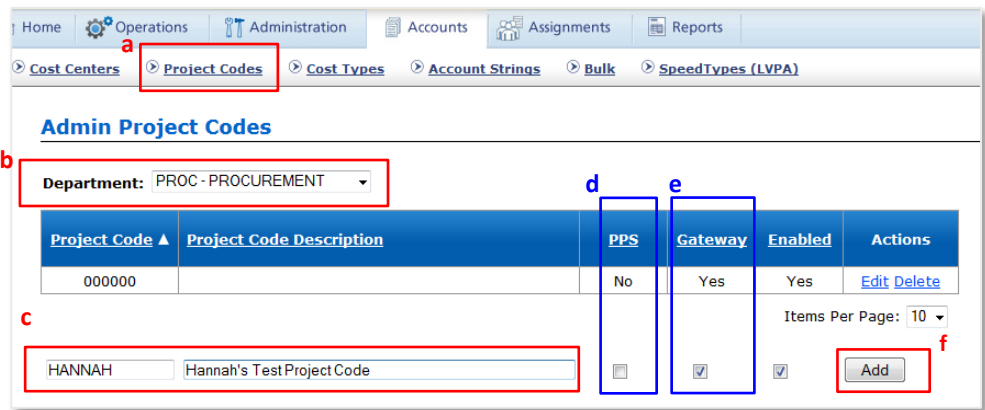 Home Operations Administration Accounts Assignments Reports
a
Cost Centers Project Codes Cost Types Account Strings Bulk SpeedTypes (LVPA)
Admin Project Codes
b
Department: PROC - PROCUREMENT
d e
Project Code ▲ Project Code Description PPS Gateway Enabled Actions
000000 No Yes Yes Edit Delete
Items Per Page: 10
c
f
HANNAH Hannah's Test Project Code Add